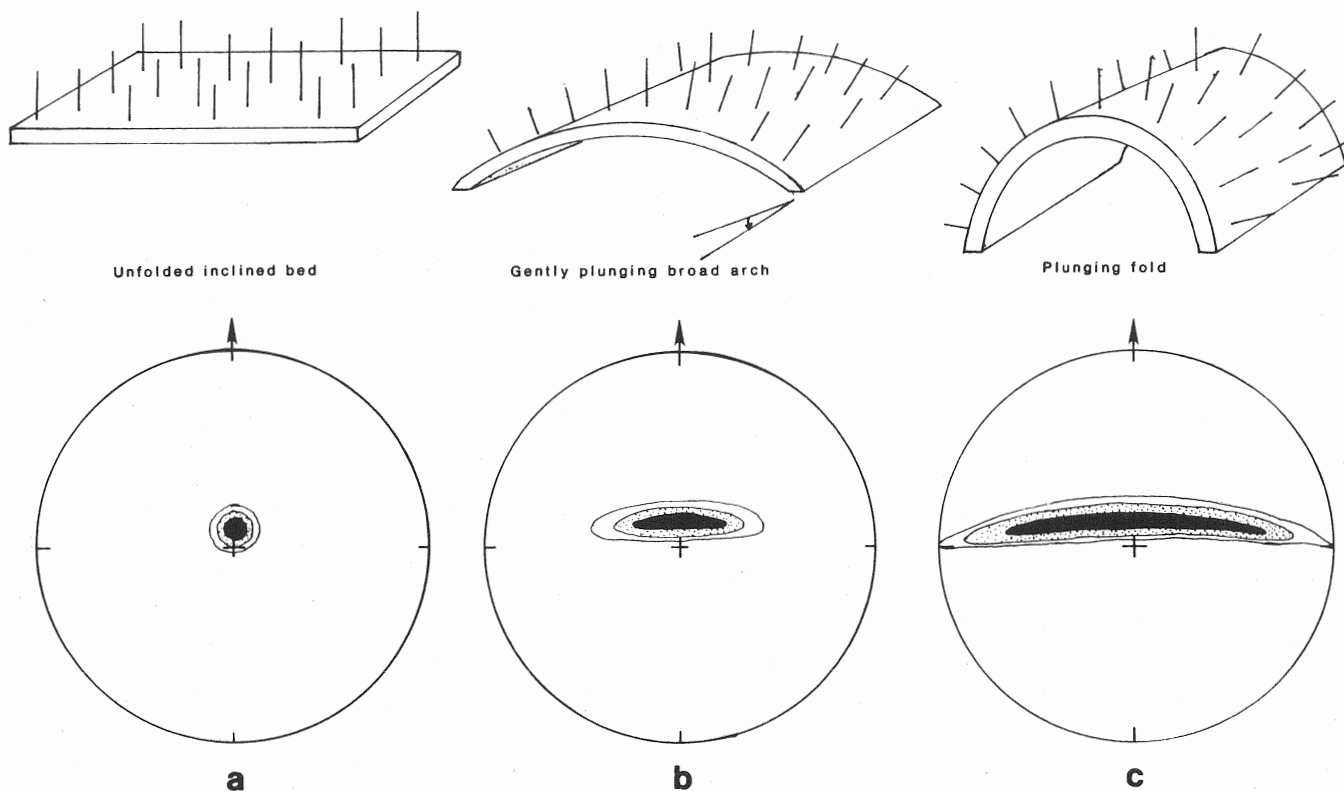 Unfolded inclined bed
Gently plunging broad arch
Plunging fold
a
b
c